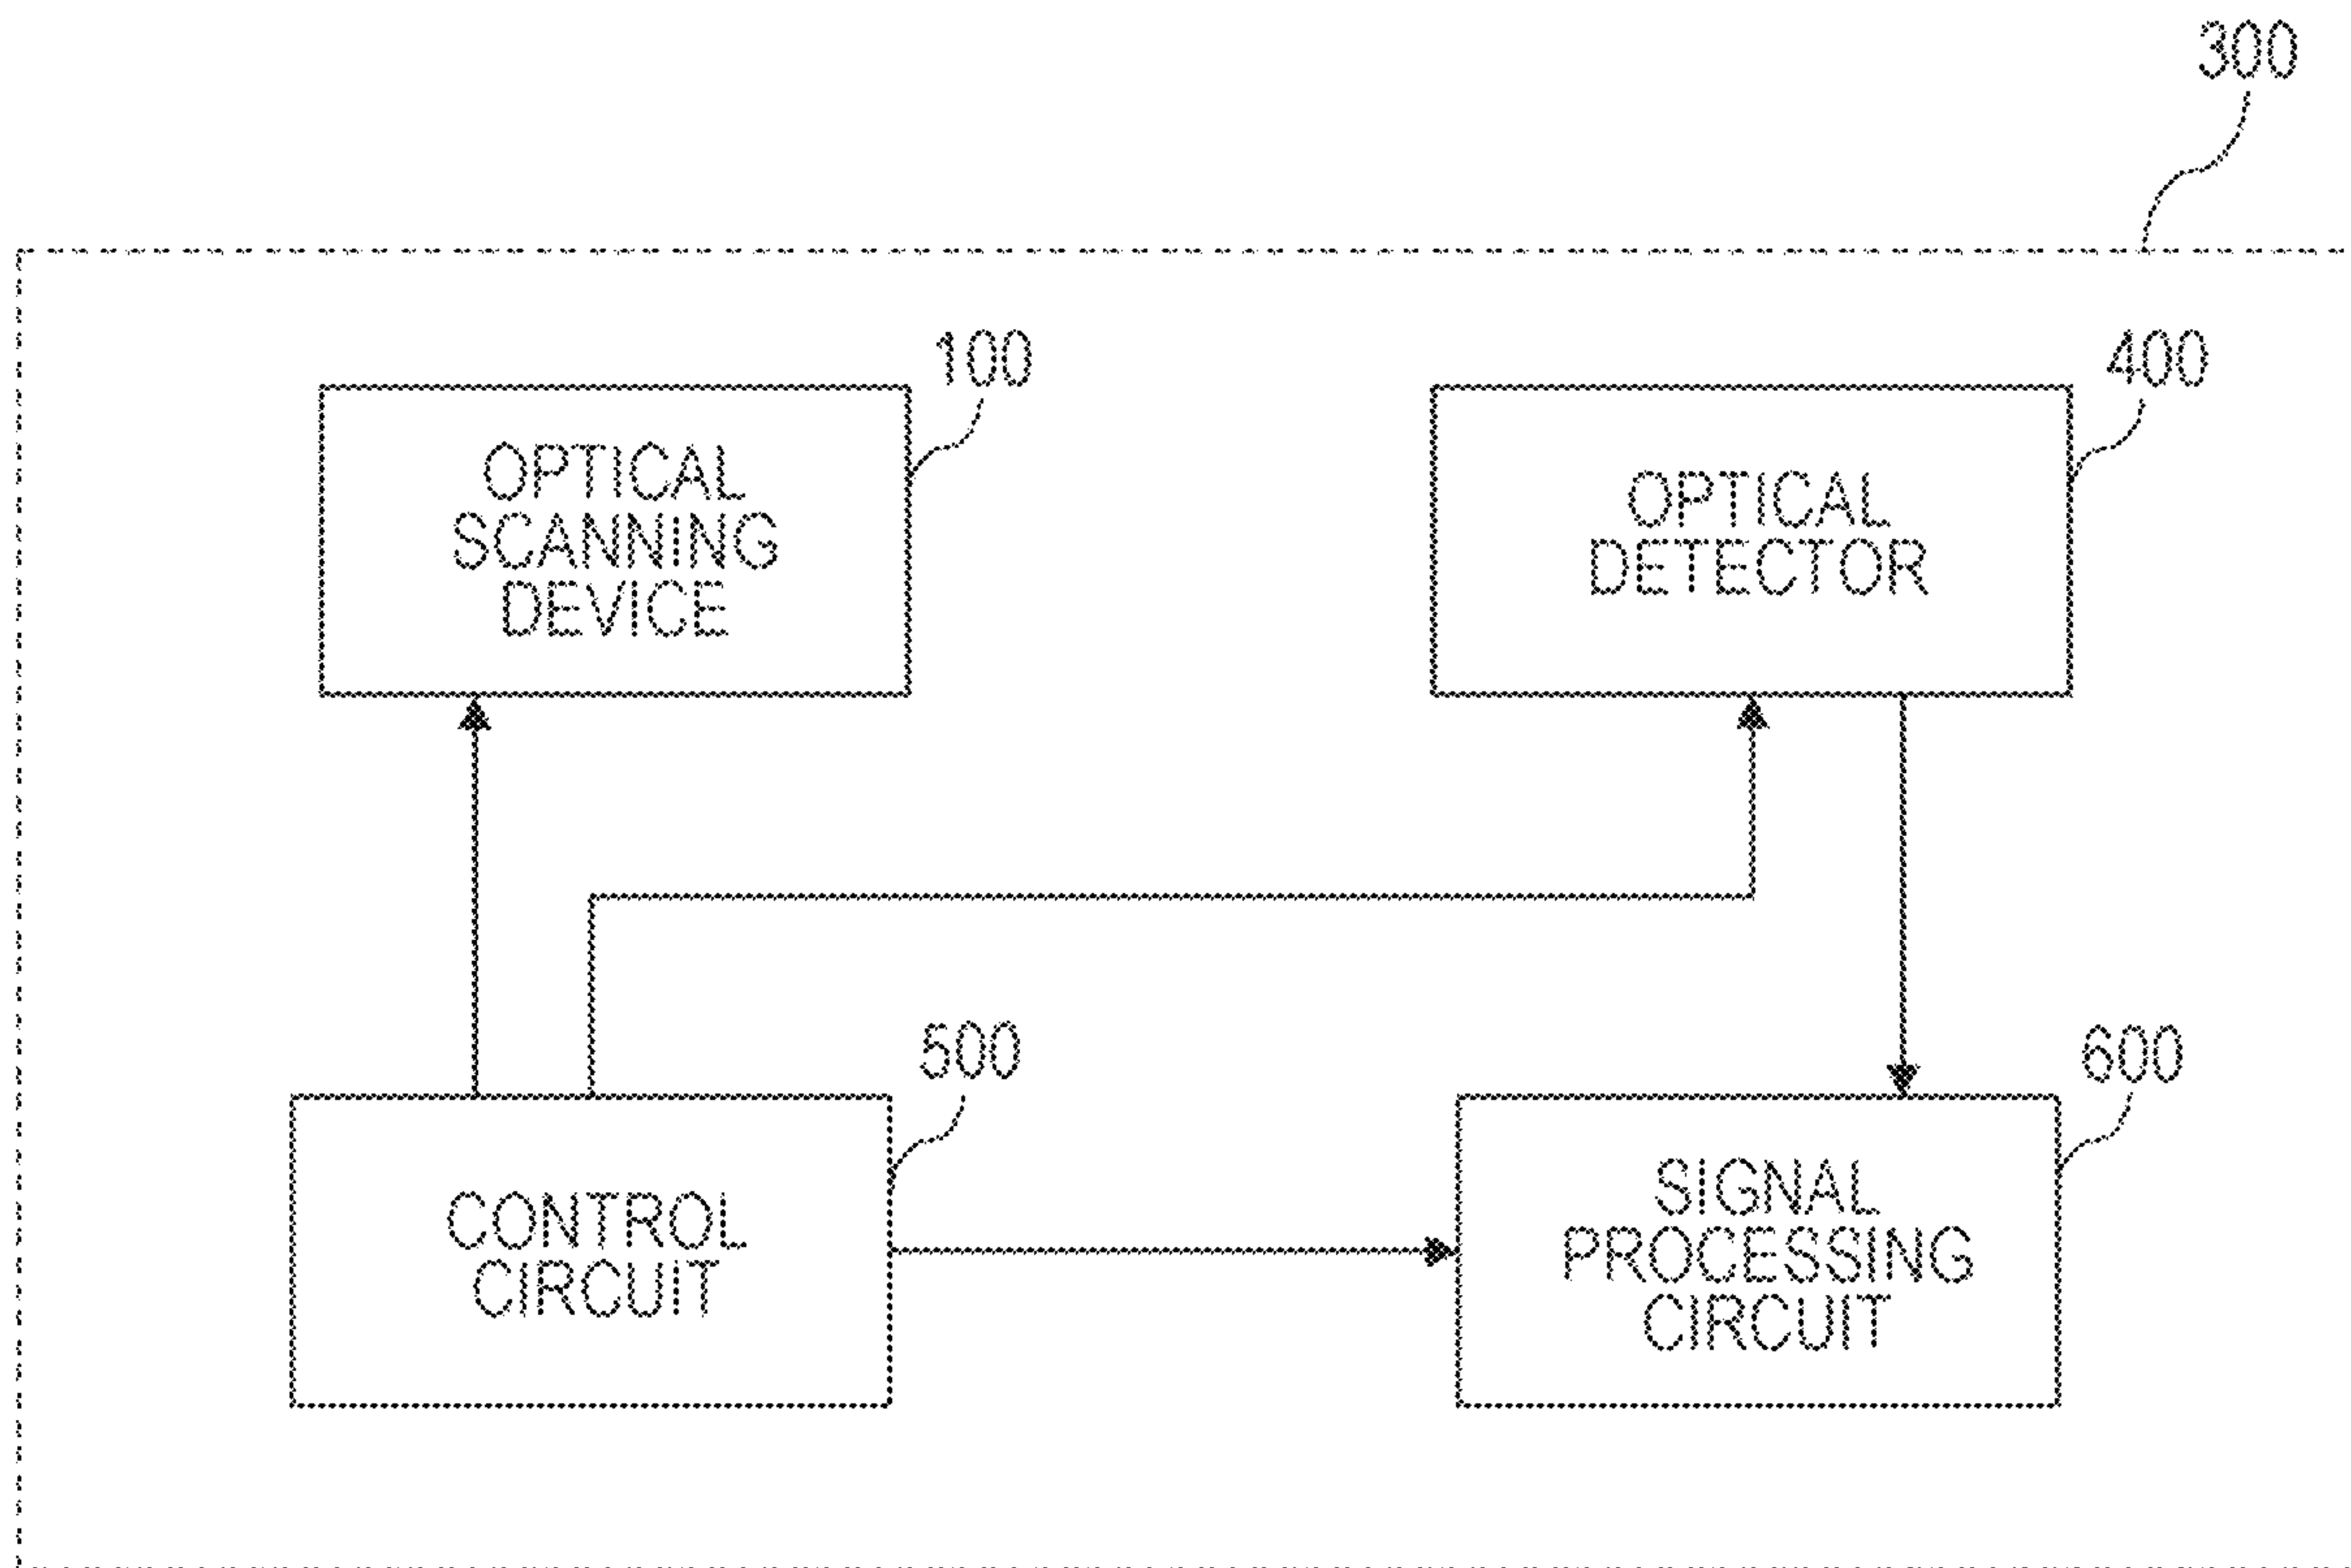 300
100
OPTICAL
SCANNING
DEVICE
400
OPTICAL
DETECTOR
500
CONTROL
CIRCUIT
600
SIGNAL
PROCESSING
CIRCUIT